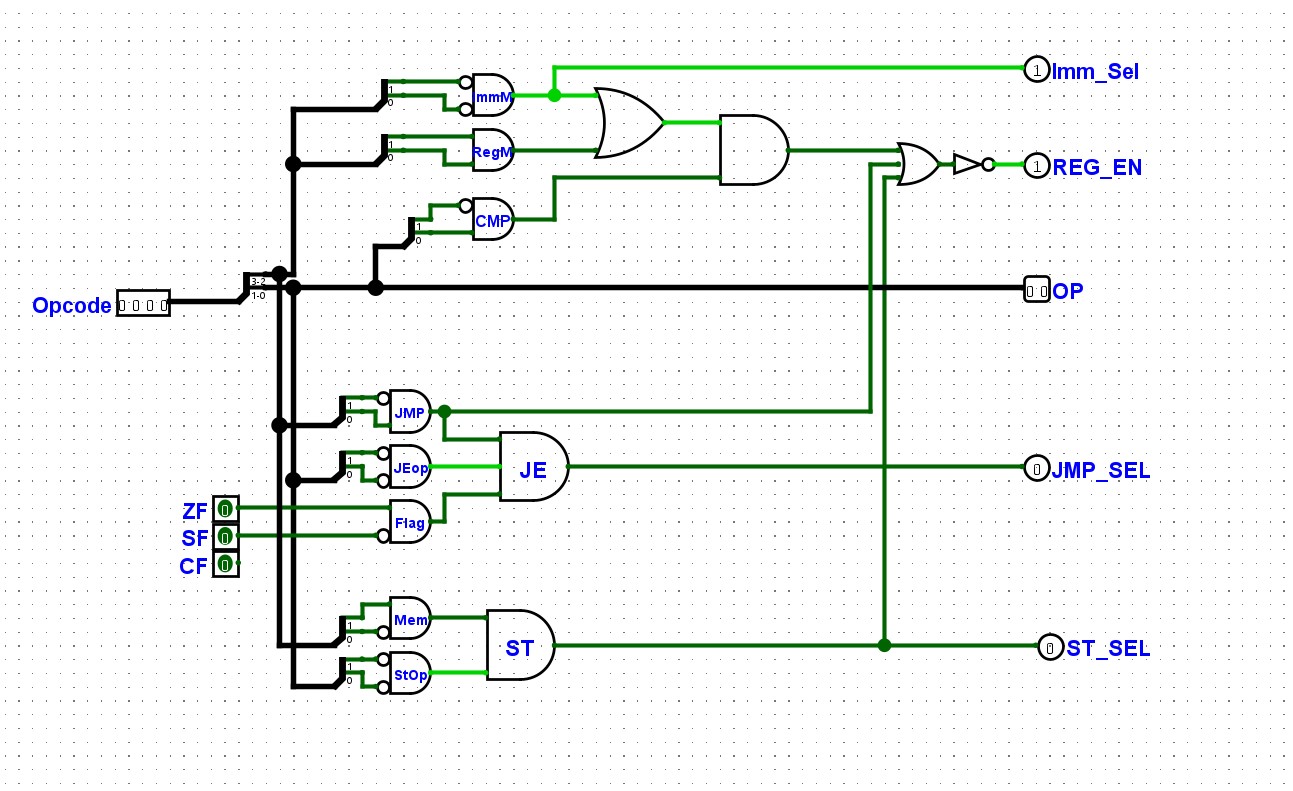 Imm_Sel
1
1
0
immM
1
0
RegM
REG_EN
1
CMP
1
0
Opcode
0 0 0 0
3-2
1-0
0 0
OP
1
0
JMP
1
0
JEop
JE
0
JMP_SEL
ZF
0
Flag
SF
0
CF
0
1
0
Mem
ST
0
ST_SEL
1
0
StOp